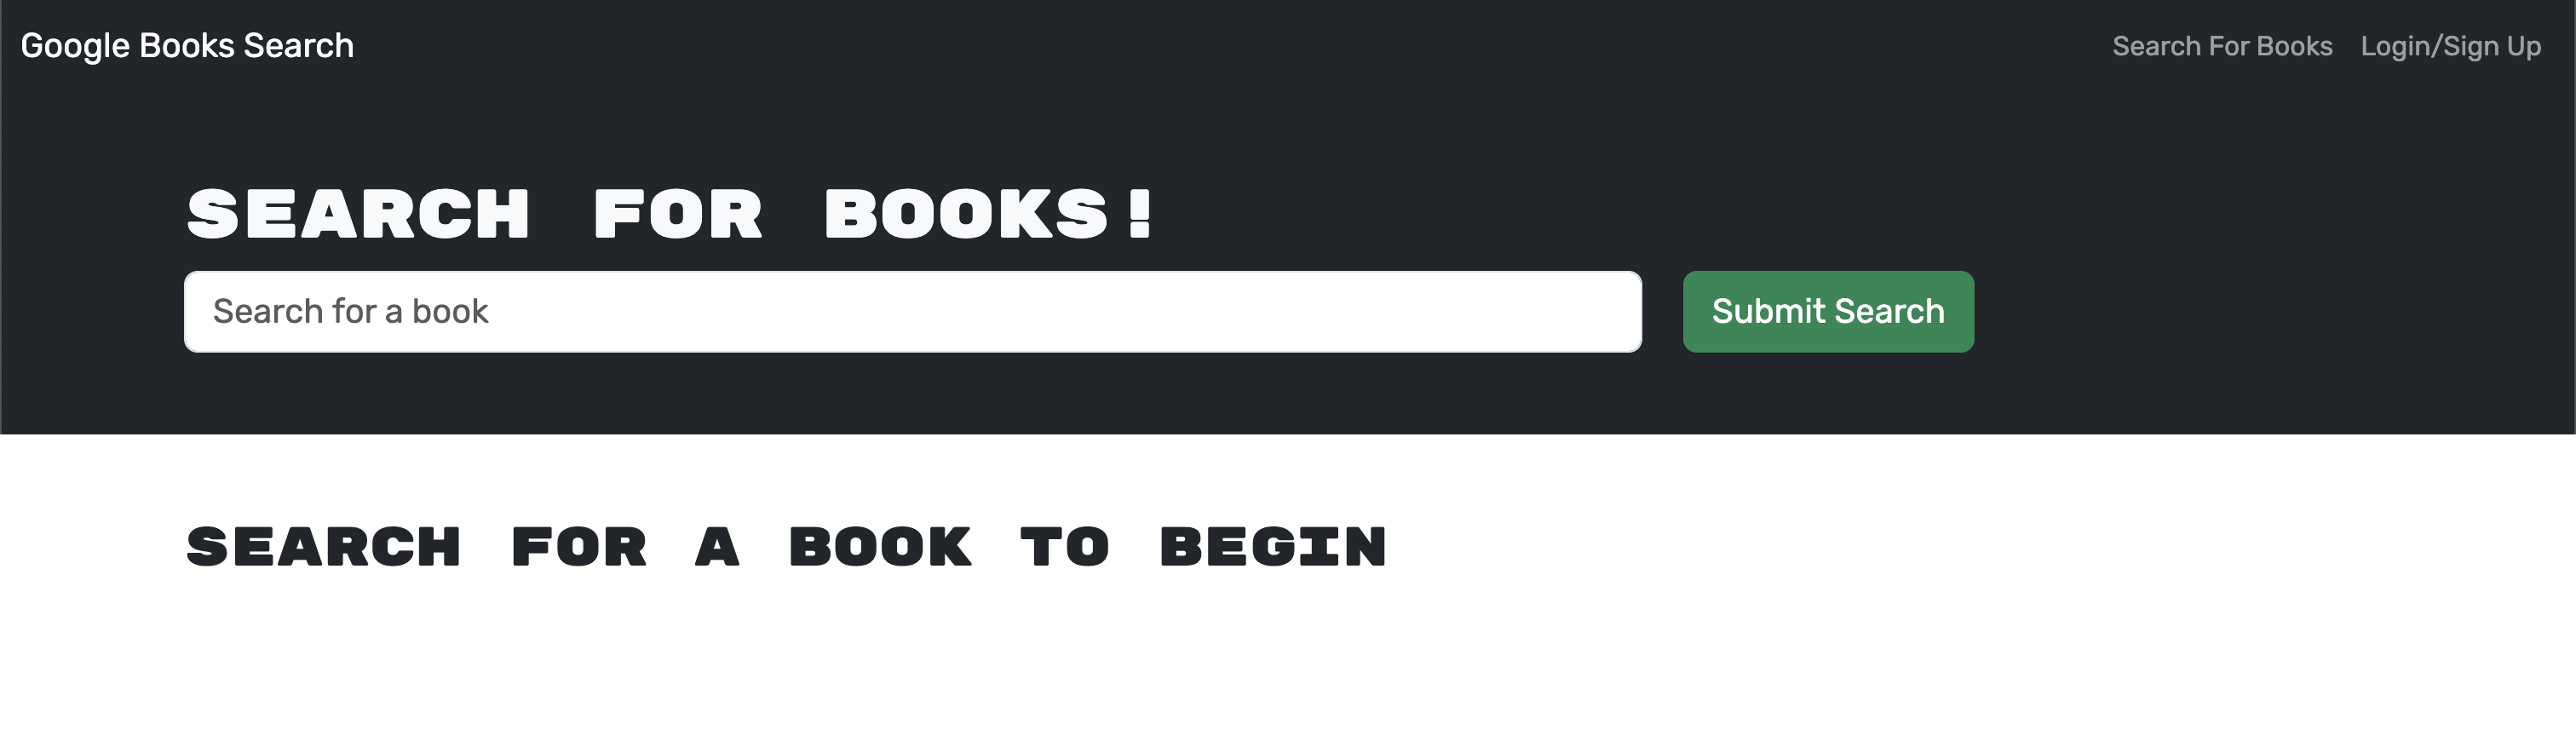 Google Books Search
Search For Books
Login/Sign Up
SEARCH FOR BOOKS!
Search for a book
Submit Search
SEARCH FOR A BOOK TO BEGIN